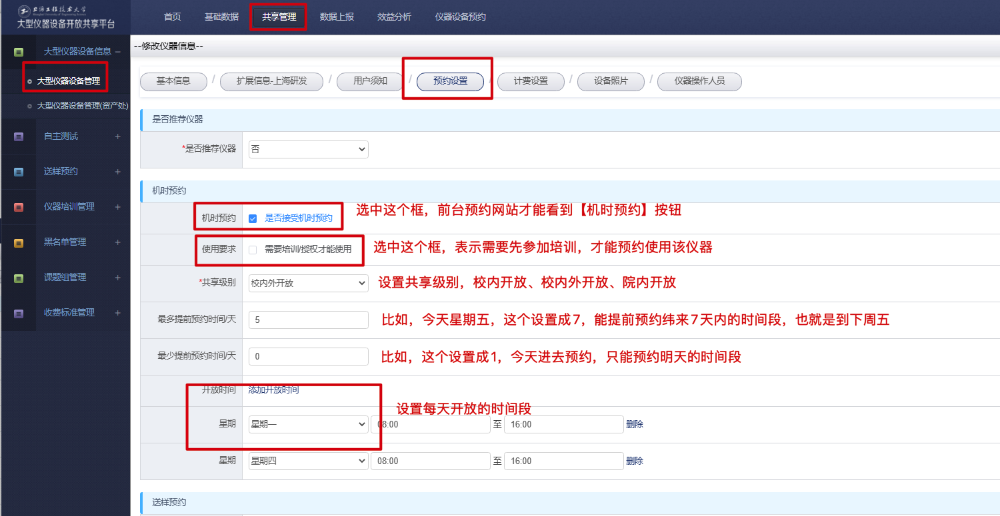 上海工程技术大学
Shanghai University of Engineering Science
大型仪器设备开放共享平台
首页
基础数据
共享管理
数据上报
效益分析
仪器设备预约
大型仪器设备信息 −
大型仪器设备管理
大型仪器设备管理(资产处)
自主测试 +
送样预约 +
仪器培训管理 +
黑名单管理 +
课题组管理 +
收费标准管理 +
--修改仪器信息--
基本信息 / 扩展信息-上海研发 / 用户须知 / 预约设置 / 计费设置 / 设备照片 / 仪器操作人员
是否推荐仪器
*是否推荐仪器 否
机时预约
机时预约 是否接受机时预约 选中这个框，前台预约网站才能看到【机时预约】按钮
使用要求 需要培训/授权才能使用 选中这个框，表示需要先参加培训，才能预约使用该仪器
*共享级别 校内外开放 设置共享级别，校内开放、校内外开放、院内开放
最多提前预约时间/天 5 比如，今天星期五，这个设置成7，能提前预约纬来7天内的时间段，也就是到下周五
最少提前预约时间/天 0 比如，这个设置成1，今天进去预约，只能预约明天的时间段
开放时间 添加开放时间
设置每天开放的时间段
星期 星期一 08:00 至 16:00 删除
星期 星期四 08:00 至 16:00 删除
送样预约